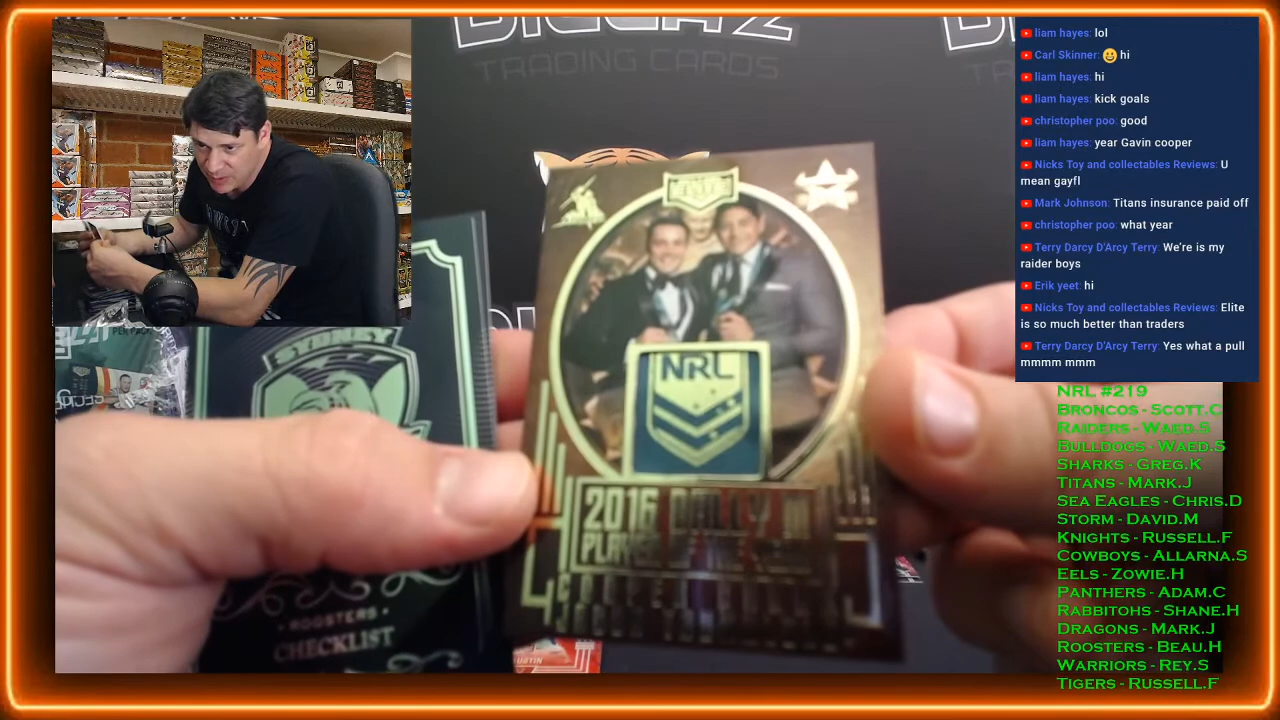 TRADING CARDS
liam hayes: lol
Carl Skinner: 😀 hi
liam hayes: hi
liam hayes: kick goals
christopher poo: good
liam hayes: year Gavin cooper
Nicks Toy and collectables Reviews: U
mean gayfl
Mark Johnson: Titans insurance paid off
christopher poo: what year
Terry Darcy D'Arcy Terry: We're is my
raider boys
Erik yeet: hi
Nicks Toy and collectables Reviews: Elite
is so much better than traders
Terry Darcy D'Arcy Terry: Yes what a pull
mmmm mmm
NRL #219
BRONCOS - SCOTT.C
RAIDERS - WAED.S
BULLDOGS - WAED.S
SHARKS - GREG.K
TITANS - MARK.J
SEA EAGLES - CHRIS.D
STORM - DAVID.M
KNIGHTS - RUSSELL.F
COWBOYS - ALLARNA.S
EELS - ZOWIE.H
PANTHERS - ADAM.C
RABBITOHS - SHANE.H
DRAGONS - MARK.J
ROOSTERS - BEAU.H
WARRIORS - REY.S
TIGERS - RUSSELL.F
PER PACK
SYDNEY
• ROOSTERS •
CHECKLIST
ELITE
NRL
2016 DALLY M